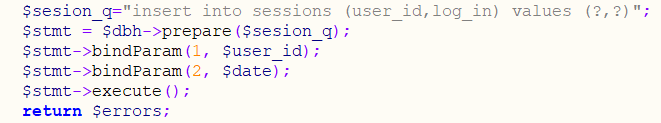 $sesion_q="insert into sessions (user_id,log_in) values (?,?)";
$stmt = $dbh->prepare($sesion_q);
$stmt->bindParam(1, $user_id);
$stmt->bindParam(2, $date);
$stmt->execute();
return $errors;